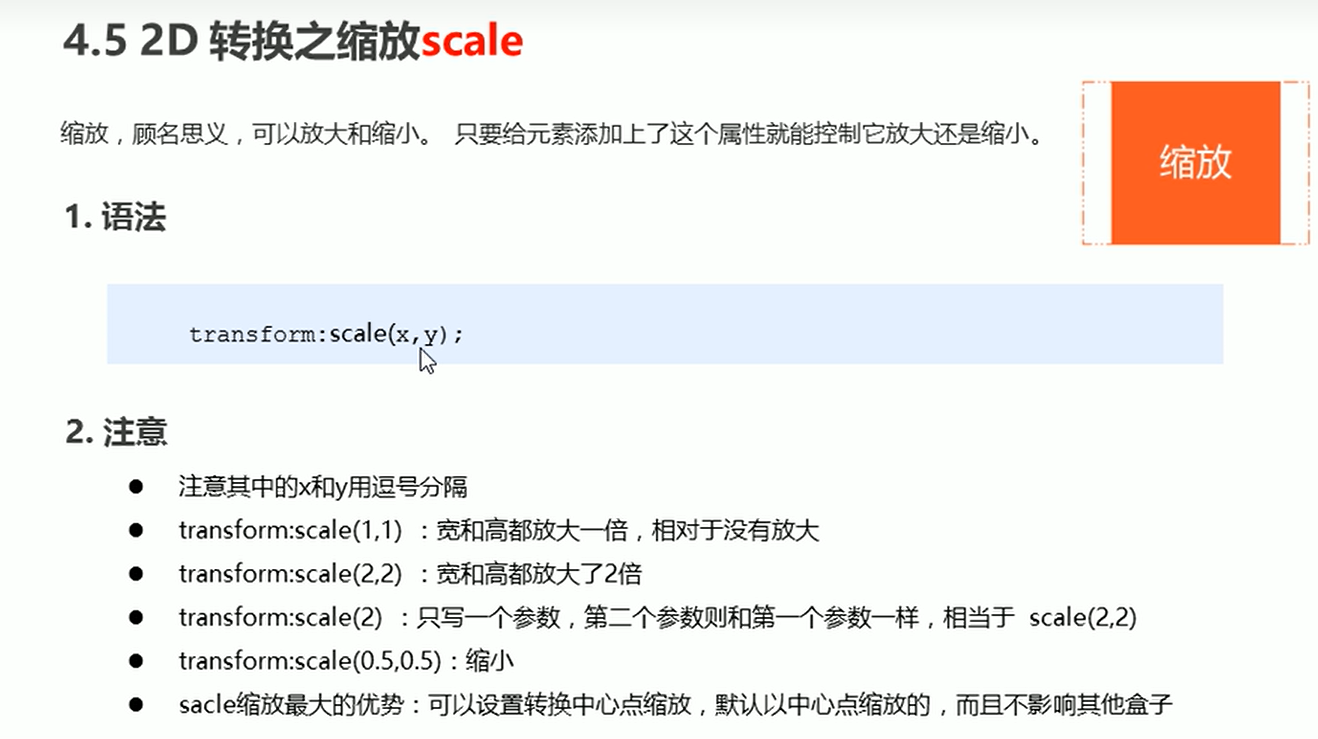 4.5 2D 转换之缩放scale
缩放，顾名思义，可以放大和缩小。 只要给元素添加上了这个属性就能控制它放大还是缩小。
缩放
1. 语法
transform:scale(x,y);
2. 注意
● 注意其中的x和y用逗号分隔
● transform:scale(1,1) ：宽和高都放大一倍，相对于没有放大
● transform:scale(2,2) ：宽和高都放大了2倍
● transform:scale(2) ：只写一个参数，第二个参数则和第一个参数一样，相当于 scale(2,2)
● transform:scale(0.5,0.5)：缩小
● sacle缩放最大的优势：可以设置转换中心点缩放，默认以中心点缩放的，而且不影响其他盒子